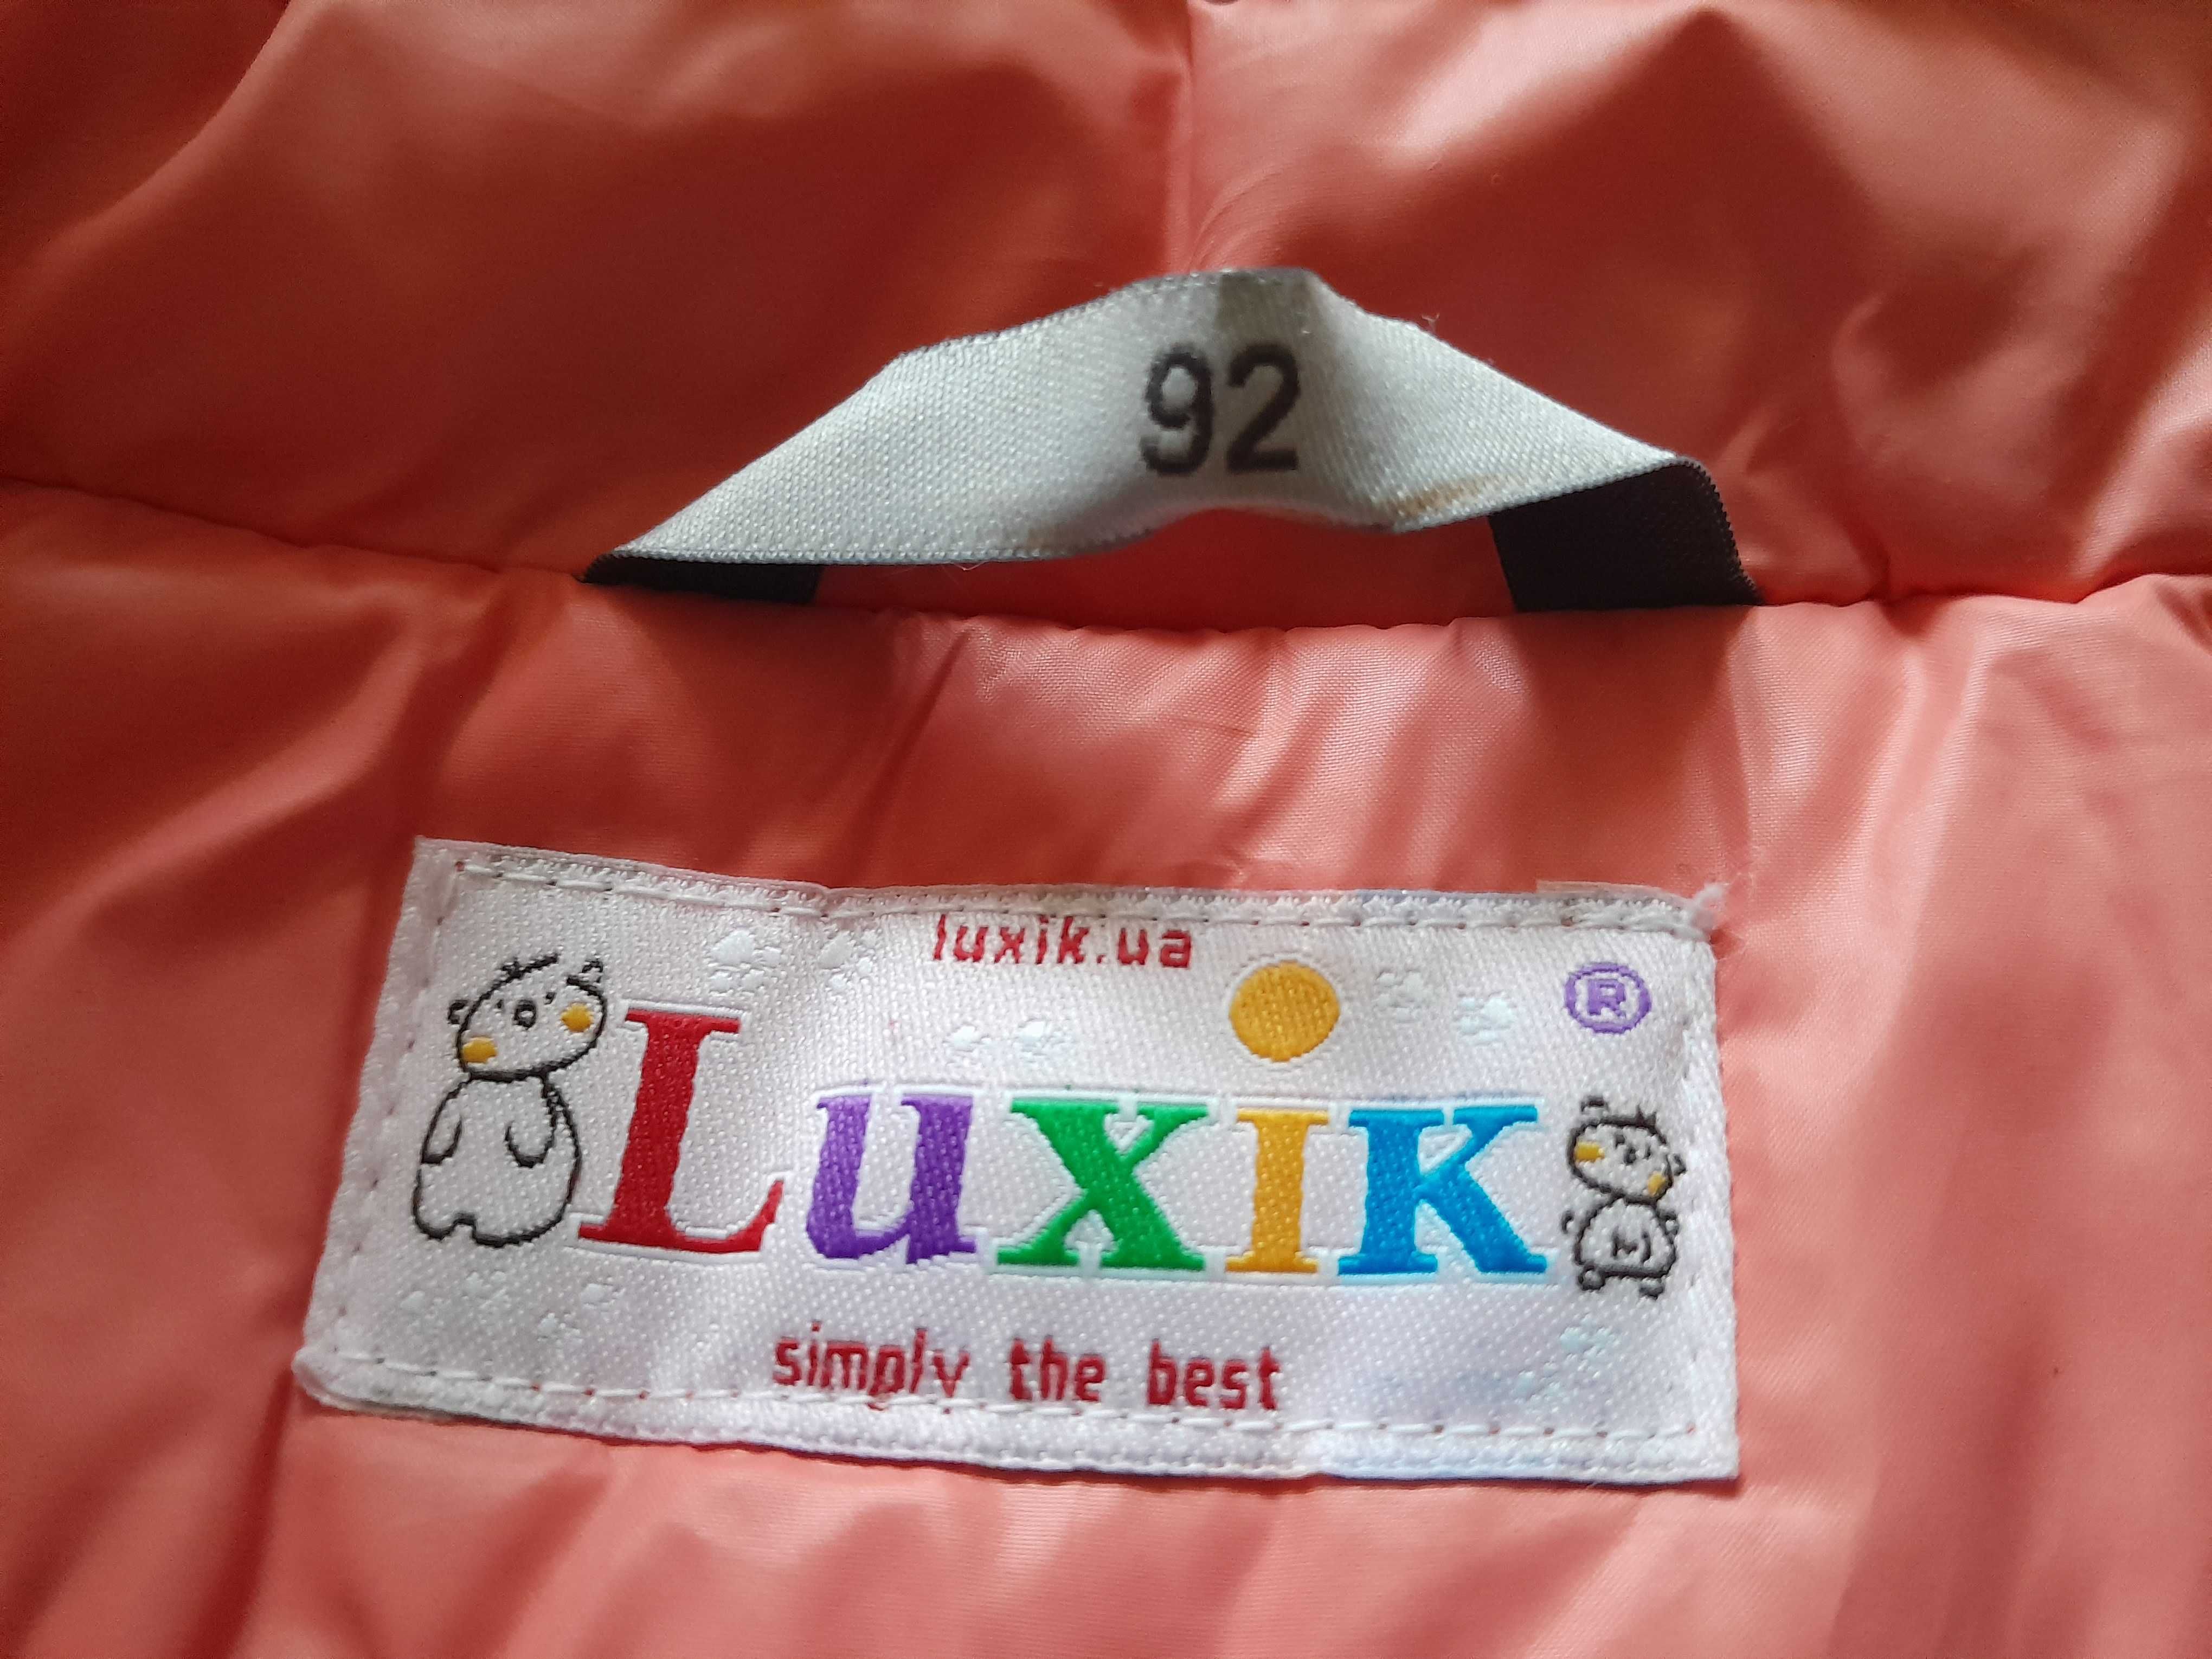 92
luxik.ua
®
Luxik
simply the best